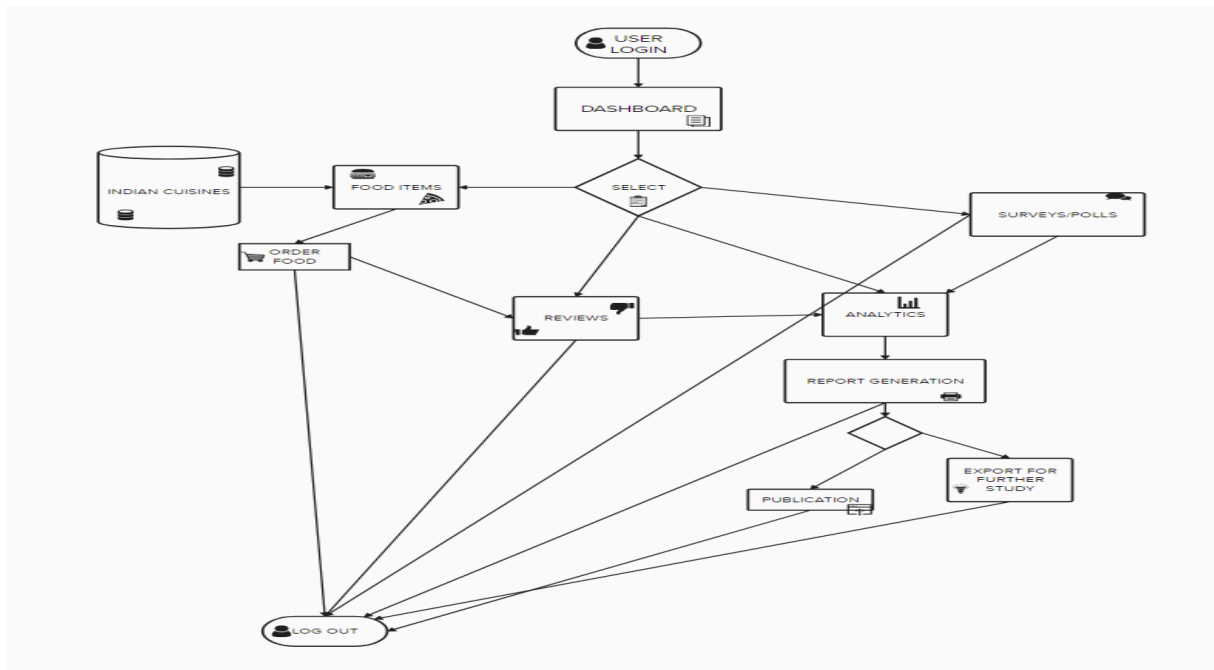 USER
LOGIN
DASHBOARD
INDIAN CUISINES
FOOD ITEMS
SELECT
SURVEYS/POLLS
ORDER
FOOD
REVIEWS
ANALYTICS
REPORT GENERATION
EXPORT FOR
FURTHER
STUDY
PUBLICATION
LOG OUT